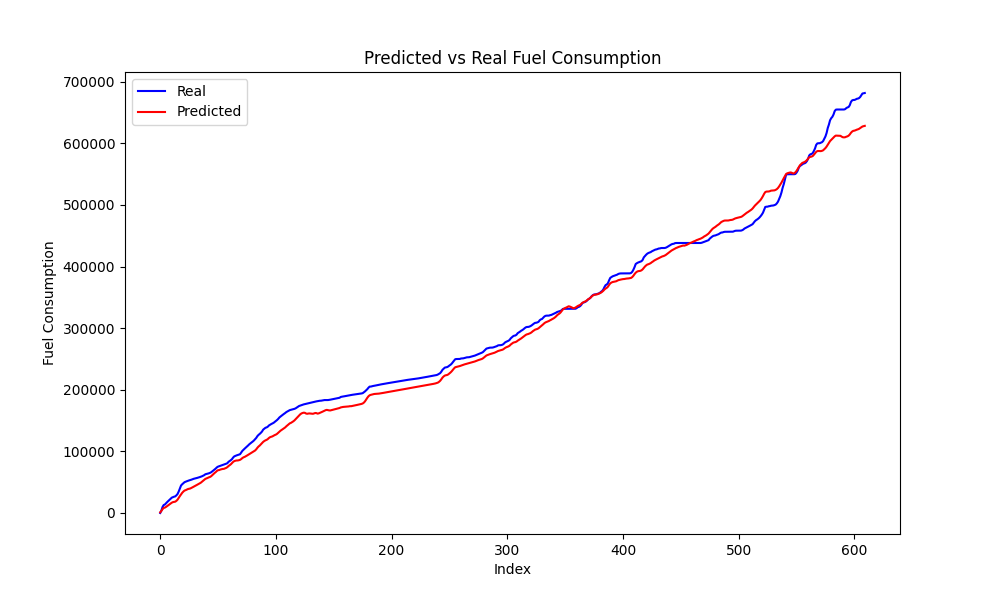 Predicted vs Real Fuel Consumption
Real
Predicted
700000
600000
500000
400000
300000
200000
100000
0
Fuel Consumption
0 100 200 300 400 500 600
Index